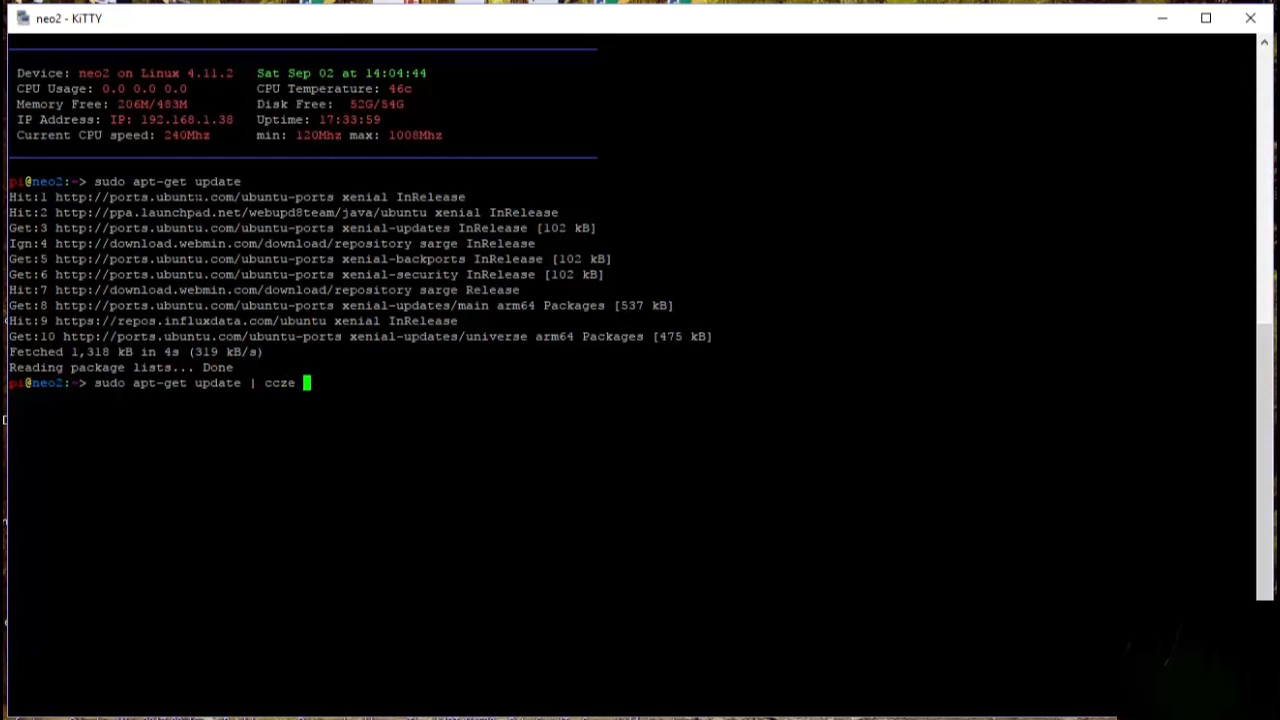 neo2 - KiTTY
Device: neo2 on Linux 4.11.2 Sat Sep 02 at 14:04:44
CPU Usage: 0.0 0.0 0.0 CPU Temperature: 46c
Memory Free: 206M/483M Disk Free: 52G/54G
IP Address: IP: 192.168.1.38 Uptime: 17:33:59
Current CPU speed: 240Mhz min: 120Mhz max: 1008Mhz
pi@neo2:~> sudo apt-get update
Hit:1 http://ports.ubuntu.com/ubuntu-ports xenial InRelease
Hit:2 http://ppa.launchpad.net/webupd8team/java/ubuntu xenial InRelease
Get:3 http://ports.ubuntu.com/ubuntu-ports xenial-updates InRelease [102 kB]
Ign:4 http://download.webmin.com/download/repository sarge InRelease
Get:5 http://ports.ubuntu.com/ubuntu-ports xenial-backports InRelease [102 kB]
Get:6 http://ports.ubuntu.com/ubuntu-ports xenial-security InRelease [102 kB]
Hit:7 http://download.webmin.com/download/repository sarge Release
Get:8 http://ports.ubuntu.com/ubuntu-ports xenial-updates/main arm64 Packages [537 kB]
Hit:9 https://repos.influxdata.com/ubuntu xenial InRelease
Get:10 http://ports.ubuntu.com/ubuntu-ports xenial-updates/universe arm64 Packages [475 kB]
Fetched 1,318 kB in 4s (319 kB/s)
Reading package lists... Done
pi@neo2:~> sudo apt-get update | ccze